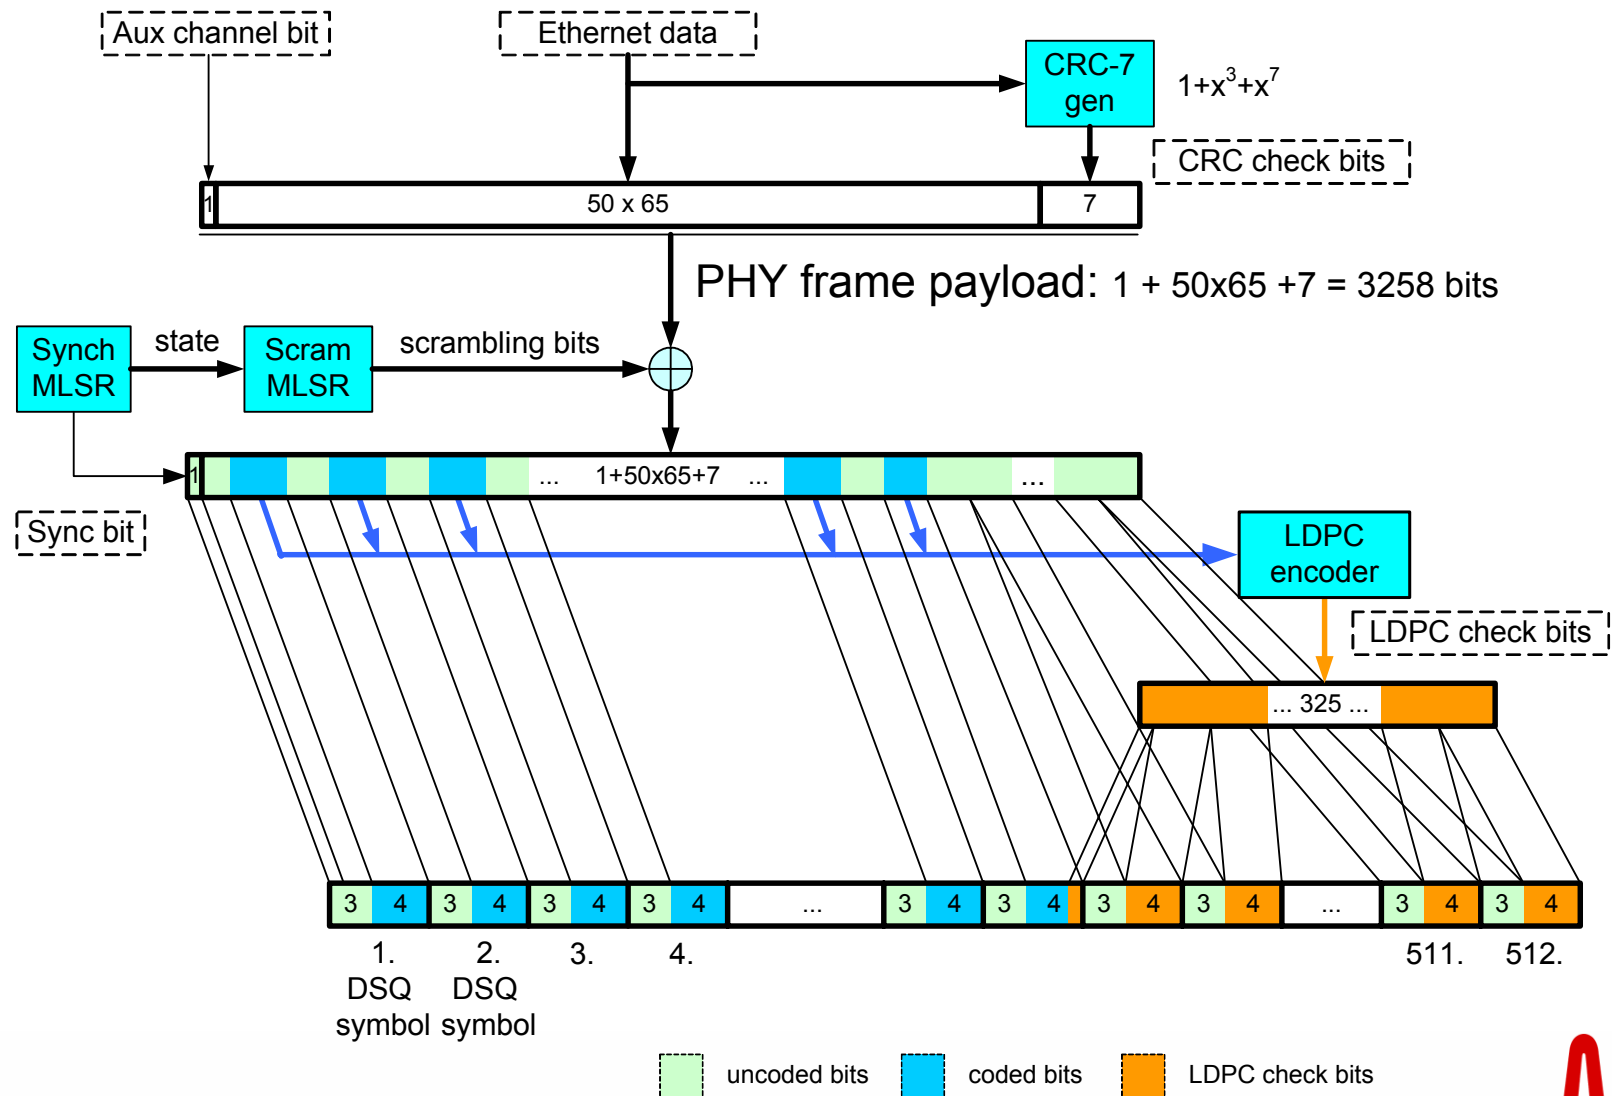 Aux channel bit
Ethernet data
CRC-7
gen
1+x³+x⁷
CRC check bits
1
50 x 65
7
PHY frame payload: 1 + 50x65 +7 = 3258 bits
Synch
MLSR
state
Scram
MLSR
scrambling bits
1
... 1+50x65+7 ...
...
Sync bit
LDPC
encoder
LDPC check bits
... 325 ...
3 4 3 4 3 4 3 4 ... 3 4 3 4 3 4 3 4 ... 3 4 3 4
1. 2. 3. 4. 511. 512.
DSQ DSQ
symbol symbol
uncoded bits coded bits LDPC check bits